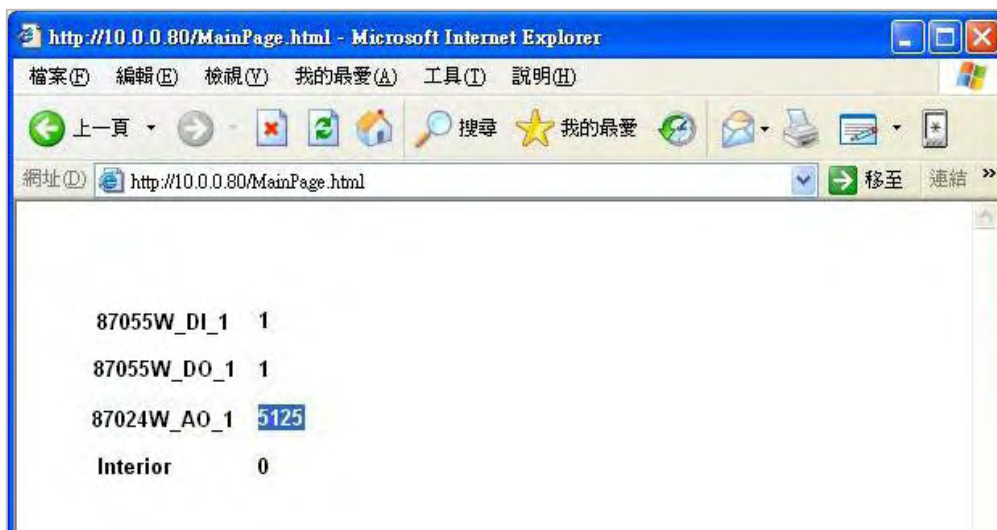 http://10.0.0.80/MainPage.html - Microsoft Internet Explorer
檔案(F) 編輯(E) 檢視(V) 我的最愛(A) 工具(T) 說明(H)
上一頁 搜尋 我的最愛
網址(D) http://10.0.0.80/MainPage.html 移至 連結 »
87055W_DI_1 1
87055W_DO_1 1
87024W_AO_1 5125
Interior 0